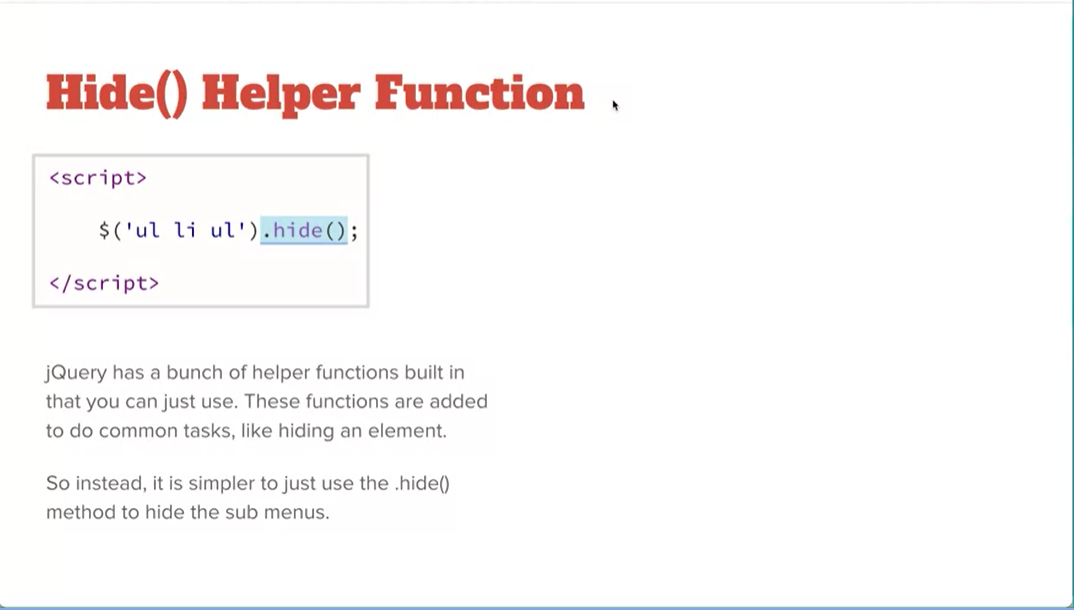 Hide() Helper Function
<script>
$('ul li ul').hide();
</script>
jQuery has a bunch of helper functions built in
that you can just use. These functions are added
to do common tasks, like hiding an element.
So instead, it is simpler to just use the .hide()
method to hide the sub menus.